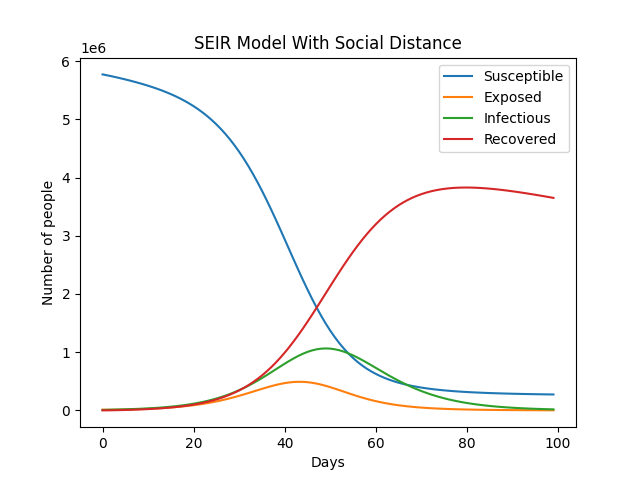 SEIR Model With Social Distance
1e6
6
5
4
3
2
1
0
Number of people
Susceptible
Exposed
Infectious
Recovered
0 20 40 60 80 100
Days